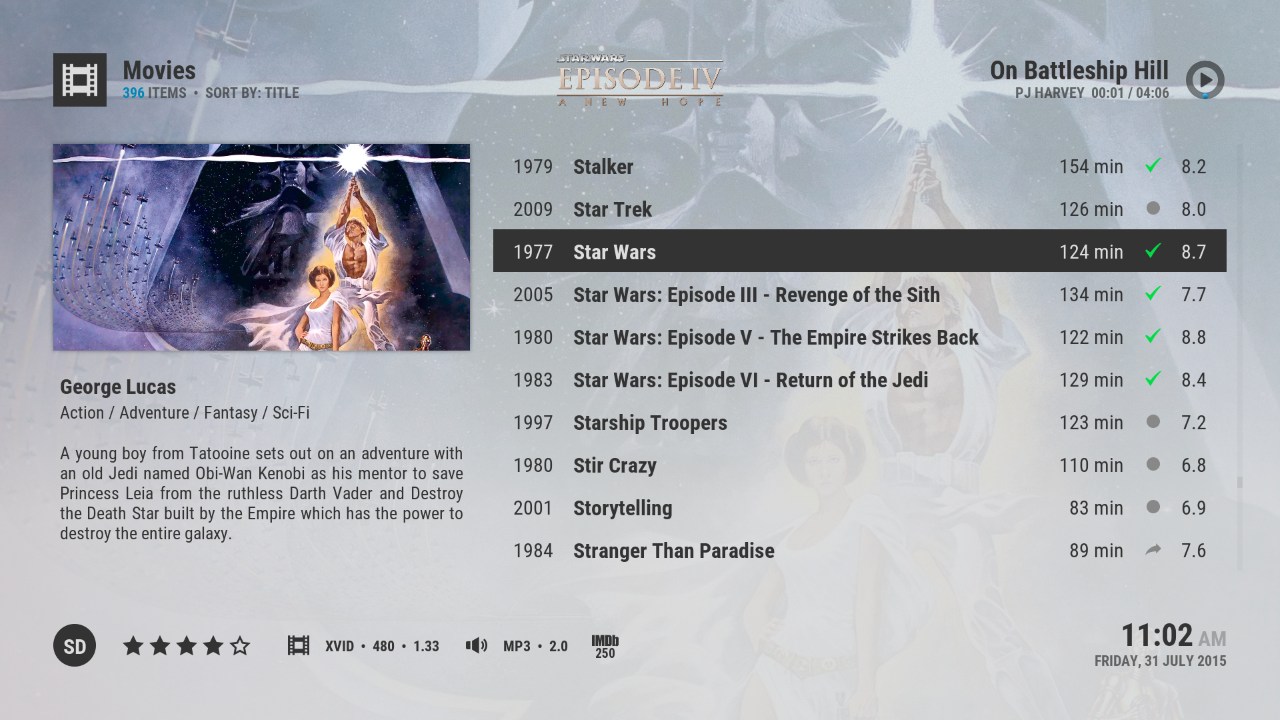 Movies
396 ITEMS • SORT BY: TITLE
STAR WARS
EPISODE IV
A NEW HOPE
On Battleship Hill
PJ HARVEY 00:01 / 04:06
1979 Stalker 154 min 8.2
2009 Star Trek 126 min 8.0
1977 Star Wars 124 min 8.7
2005 Star Wars: Episode III - Revenge of the Sith 134 min 7.7
1980 Star Wars: Episode V - The Empire Strikes Back 122 min 8.8
1983 Star Wars: Episode VI - Return of the Jedi 129 min 8.4
1997 Starship Troopers 123 min 7.2
1980 Stir Crazy 110 min 6.8
2001 Storytelling 83 min 6.9
1984 Stranger Than Paradise 89 min 7.6
George Lucas
Action / Adventure / Fantasy / Sci-Fi
A young boy from Tatooine sets out on an adventure with
an old Jedi named Obi-Wan Kenobi as his mentor to save
Princess Leia from the ruthless Darth Vader and Destroy
the Death Star built by the Empire which has the power to
destroy the entire galaxy.
SD
XVID • 480 • 1.33
MP3 • 2.0
IMDb
250
11:02 AM
FRIDAY, 31 JULY 2015